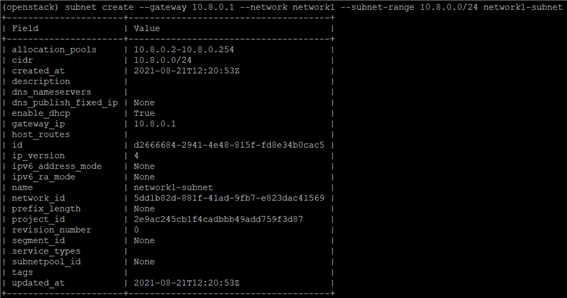 (openstack) subnet create --gateway 10.8.0.1 --network network1 --subnet-range 10.8.0.0/24 network1-subnet
+----------------------+--------------------------------------+
| Field | Value |
+----------------------+--------------------------------------+
| allocation_pools | 10.8.0.2-10.8.0.254 |
| cidr | 10.8.0.0/24 |
| created_at | 2021-08-21T12:20:53Z |
| description | |
| dns_nameservers | |
| dns_publish_fixed_ip | None |
| enable_dhcp | True |
| gateway_ip | 10.8.0.1 |
| host_routes | |
| id | d2666684-2941-4e48-815f-fd8e34b0cac5 |
| ip_version | 4 |
| ipv6_address_mode | None |
| ipv6_ra_mode | None |
| name | network1-subnet |
| network_id | 5dd1b82d-881f-41ad-9fb7-e823dac41569 |
| prefix_length | None |
| project_id | 2e9ac245cb1f4cadbbb49add759f3d87 |
| revision_number | 0 |
| segment_id | None |
| service_types | |
| subnetpool_id | None |
| tags | |
| updated_at | 2021-08-21T12:20:53Z |
+----------------------+--------------------------------------+